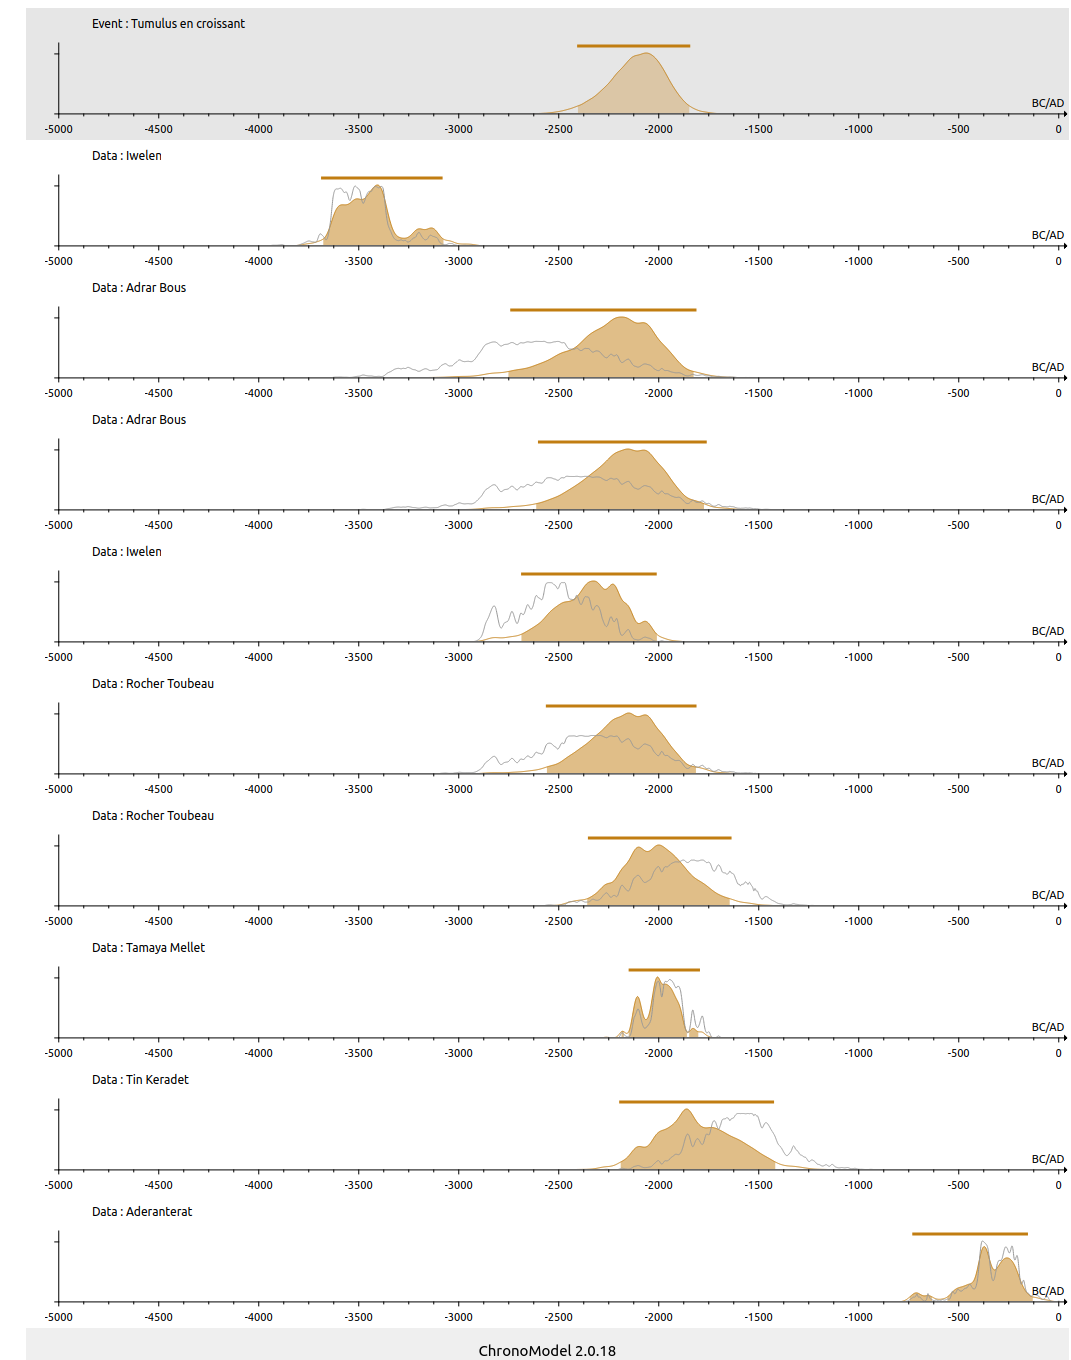 Event : Tumulus en croissant
BC/AD
-5000 -4500 -4000 -3500 -3000 -2500 -2000 -1500 -1000 -500 0
Data : Iwelen
BC/AD
-5000 -4500 -4000 -3500 -3000 -2500 -2000 -1500 -1000 -500 0
Data : Adrar Bous
BC/AD
-5000 -4500 -4000 -3500 -3000 -2500 -2000 -1500 -1000 -500 0
Data : Adrar Bous
BC/AD
-5000 -4500 -4000 -3500 -3000 -2500 -2000 -1500 -1000 -500 0
Data : Iwelen
BC/AD
-5000 -4500 -4000 -3500 -3000 -2500 -2000 -1500 -1000 -500 0
Data : Rocher Toubeau
BC/AD
-5000 -4500 -4000 -3500 -3000 -2500 -2000 -1500 -1000 -500 0
Data : Rocher Toubeau
BC/AD
-5000 -4500 -4000 -3500 -3000 -2500 -2000 -1500 -1000 -500 0
Data : Tamaya Mellet
BC/AD
-5000 -4500 -4000 -3500 -3000 -2500 -2000 -1500 -1000 -500 0
Data : Tin Keradet
BC/AD
-5000 -4500 -4000 -3500 -3000 -2500 -2000 -1500 -1000 -500 0
Data : Aderanterat
BC/AD
-5000 -4500 -4000 -3500 -3000 -2500 -2000 -1500 -1000 -500 0
ChronoModel 2.0.18